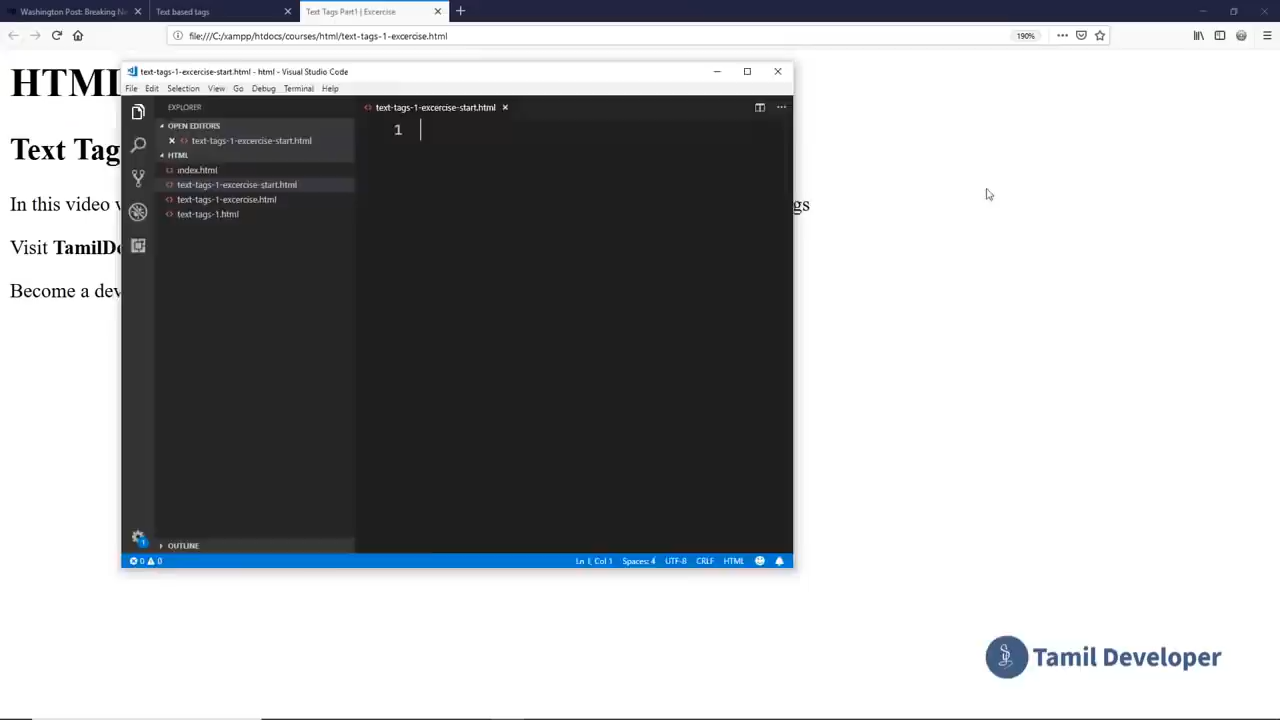 Washington Post: Breaking N
Text based tags
Text Tags Part1 | Excercise
file:///C:/xampp/htdocs/courses/html/text-tags-1-excercise.html
190%
HTML
Text Tag
In this video
gs
Visit TamilDe
Become a dev
text-tags-1-excercise-start.html - html - Visual Studio Code
File Edit Selection View Go Debug Terminal Help
EXPLORER
OPEN EDITORS
text-tags-1-excercise-start.html
HTML
index.html
text-tags-1-excercise-start.html
text-tags-1-excercise.html
text-tags-1.html
OUTLINE
text-tags-1-excercise-start.html
1
1
0 0
Ln 1, Col 1 Spaces: 4 UTF-8 CRLF HTML
Tamil Developer